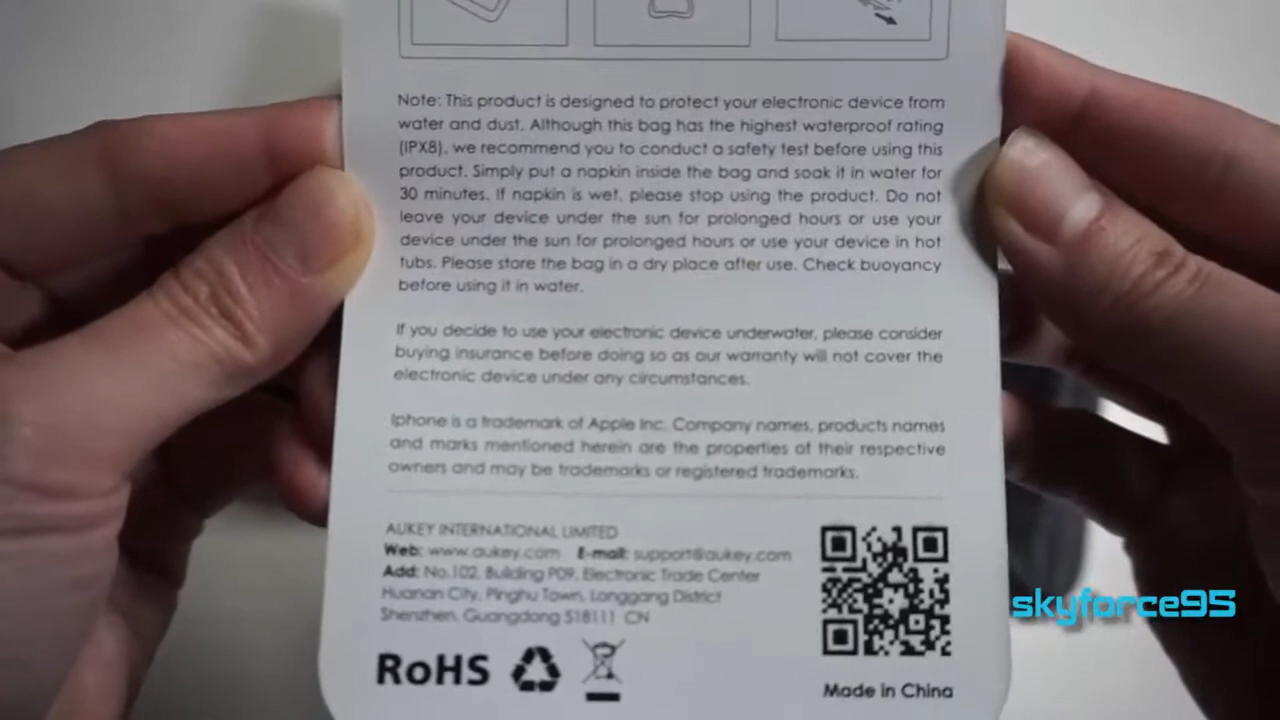 Note: This product is designed to protect your electronic device from
water and dust. Although this bag has the highest waterproof rating
(IPX8), we recommend you to conduct a safety test before using this
product. Simply put a napkin inside the bag and soak it in water for
30 minutes. If napkin is wet, please stop using the product. Do not
leave your device under the sun for prolonged hours or use your
device under the sun for prolonged hours or use your device in hot
tubs. Please store the bag in a dry place after use. Check buoyancy
before using it in water.
If you decide to use your electronic device underwater, please consider
buying insurance before doing so as our warranty will not cover the
electronic device under any circumstances.
Iphone is a trademark of Apple Inc. Company names, products names
and marks mentioned herein are the properties of their respective
owners and may be trademarks or registered trademarks.
AUKEY INTERNATIONAL LIMITED
Web: www.aukey.com E-mail: support@aukey.com
Add: No.102, Building P09, Electronic Trade Center
Huanan City, Pinghu Town, Longgang District
Shenzhen, Guangdong 518111 CN
RoHS
Made in China
skyforce95